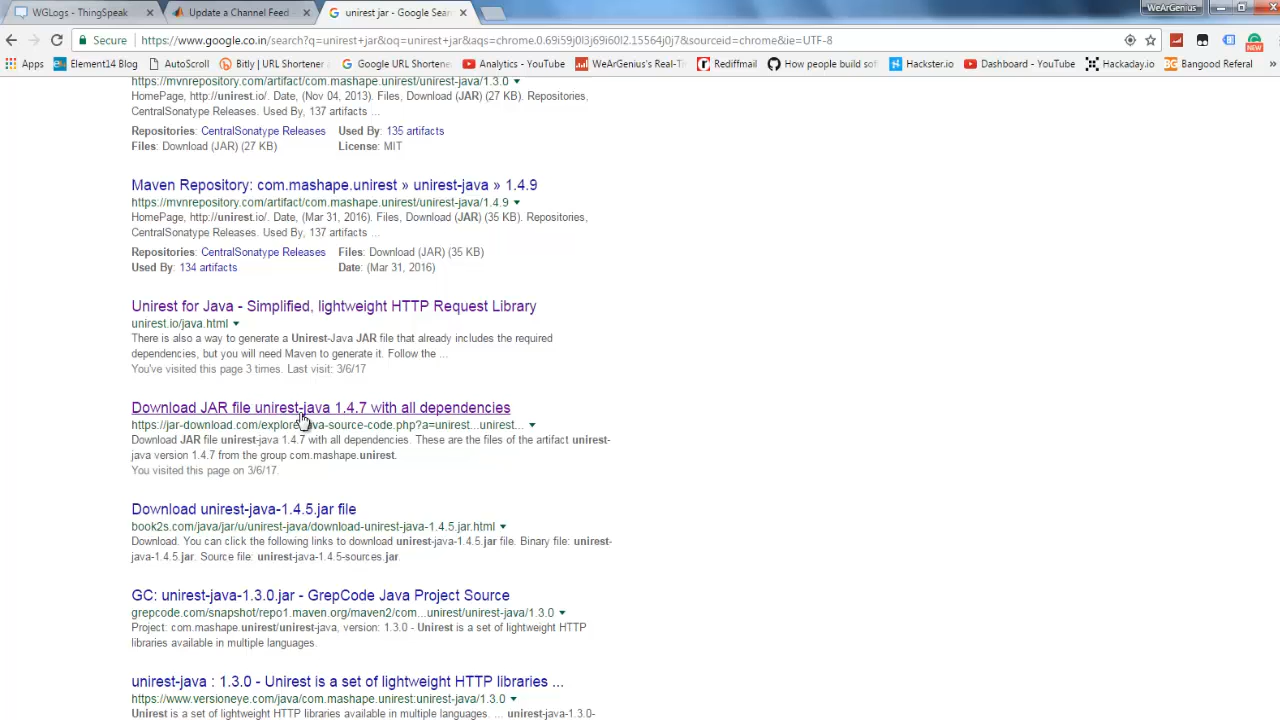 WGLogs - ThingSpeak
Update a Channel Feed -
unirest jar - Google Sear
WeArGenius
Secure
https://www.google.co.in/search?q=unirest+jar&oq=unirest+jar&aqs=chrome.0.69i59j0l3j69i60l2.15564j0j7&sourceid=chrome&ie=UTF-8
Apps
Element14 Blog
AutoScroll
Bitly | URL Shortener
Google URL Shortene
Analytics - YouTube
WeArGenius's Real-Ti
Rediffmail
How people build sof
Hackster.io
Dashboard - YouTube
Hackaday.io
Bangood Referal
»
NEW
https://mvnrepository.com/artifact/com.mashape.unirest/unirest-java/1.3.0
HomePage, http://unirest.io/. Date, (Nov 04, 2013). Files, Download (JAR) (27 KB). Repositories,
CentralSonatype Releases. Used By, 137 artifacts ...
Repositories: CentralSonatype Releases Used By: 135 artifacts
Files: Download (JAR) (27 KB) License: MIT
Maven Repository: com.mashape.unirest » unirest-java » 1.4.9
https://mvnrepository.com/artifact/com.mashape.unirest/unirest-java/1.4.9
HomePage, http://unirest.io/. Date, (Mar 31, 2016). Files, Download (JAR) (35 KB). Repositories,
CentralSonatype Releases. Used By, 137 artifacts ...
Repositories: CentralSonatype Releases Files: Download (JAR) (35 KB)
Used By: 134 artifacts Date: (Mar 31, 2016)
Unirest for Java - Simplified, lightweight HTTP Request Library
unirest.io/java.html
There is also a way to generate a Unirest-Java JAR file that already includes the required
dependencies, but you will need Maven to generate it. Follow the ...
You've visited this page 3 times. Last visit: 3/6/17
Download JAR file unirest-java 1.4.7 with all dependencies
https://jar-download.com/explore-java-source-code.php?a=unirest...unirest...
Download JAR file unirest-java 1.4.7 with all dependencies. These are the files of the artifact unirest-
java version 1.4.7 from the group com.mashape.unirest.
You visited this page on 3/6/17.
Download unirest-java-1.4.5.jar file
book2s.com/java/jar/u/unirest-java/download-unirest-java-1.4.5.jar.html
Download. You can click the following links to download unirest-java-1.4.5.jar file. Binary file: unirest-
java-1.4.5.jar. Source file: unirest-java-1.4.5-sources.jar.
GC: unirest-java-1.3.0.jar - GrepCode Java Project Source
grepcode.com/snapshot/repo1.maven.org/maven2/com...unirest/unirest-java/1.3.0
Project: com.mashape.unirest/unirest-java, version: 1.3.0 - Unirest is a set of lightweight HTTP
libraries available in multiple languages.
unirest-java : 1.3.0 - Unirest is a set of lightweight HTTP libraries ...
https://www.versioneye.com/java/com.mashape.unirest:unirest-java/1.3.0
Unirest is a set of lightweight HTTP libraries available in multiple languages. ... unirest-java-1.3.0-